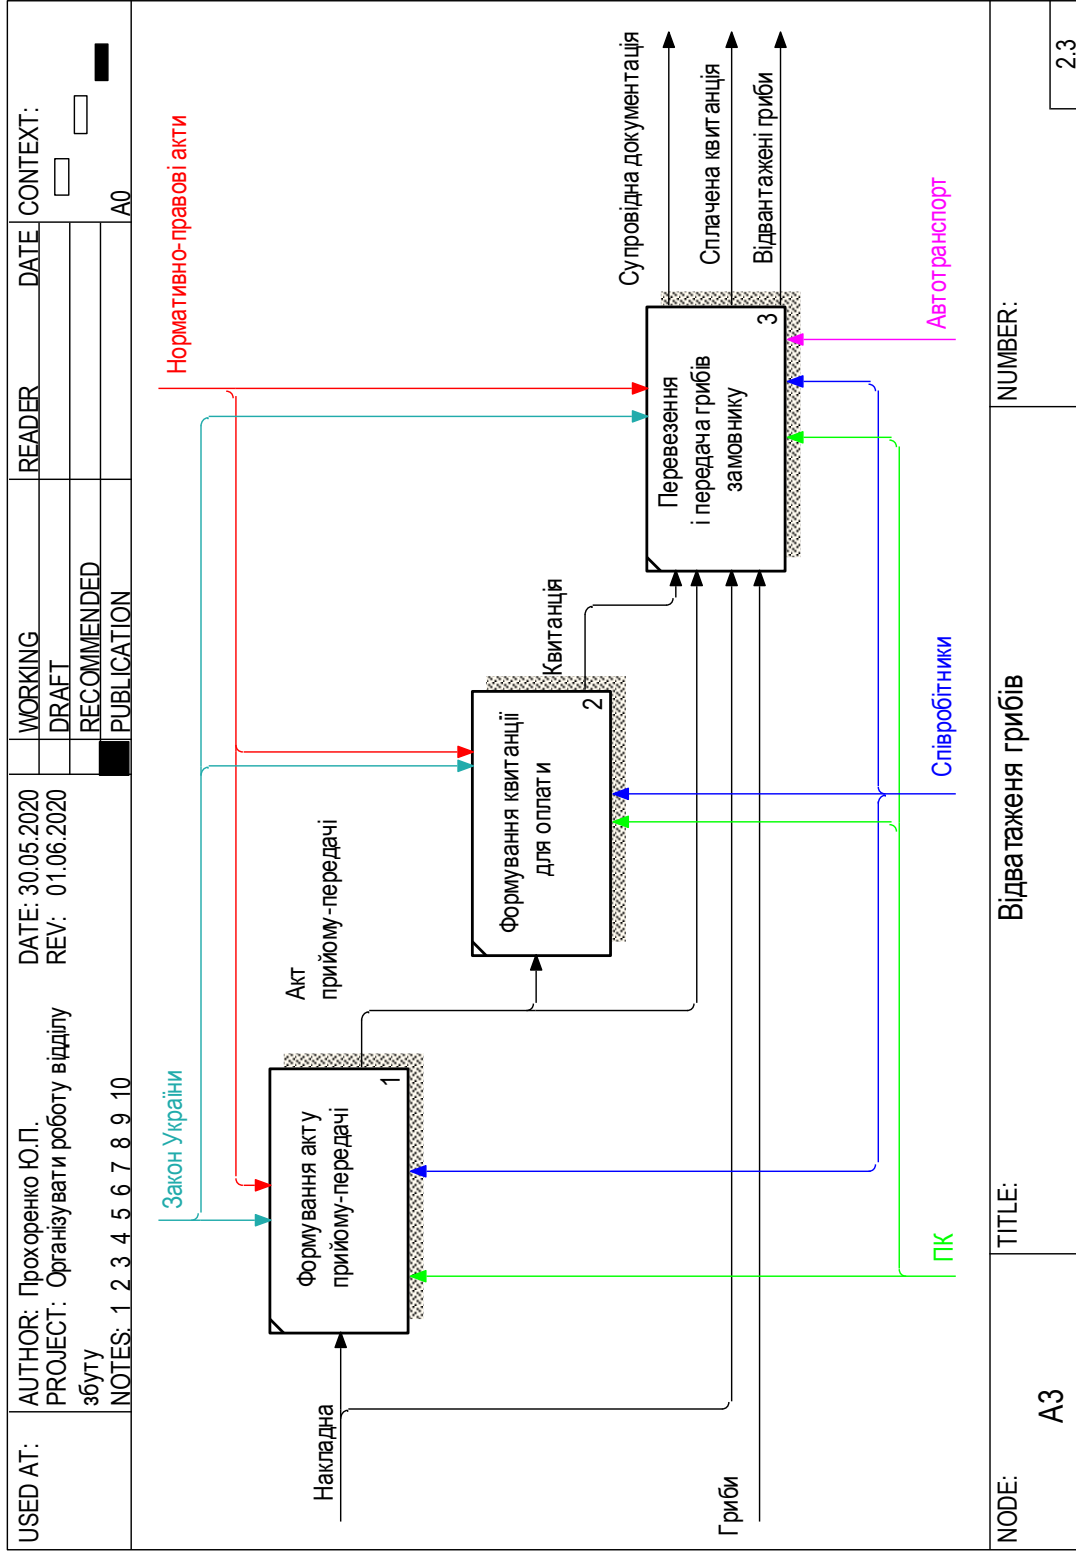 USED AT:
AUTHOR: Прохоренко Ю.П.
DATE: 30.05.2020
PROJECT: Організувати роботу відділу
збуту
REV: 01.06.2020
NOTES: 1 2 3 4 5 6 7 8 9 10
WORKING
DRAFT
RECOMMENDED
PUBLICATION
READER
DATE
CONTEXT:
A0
Закон України
Нормативно-правові акти
Накладна
Гриби
Формування акту
прийому-передачі
1
Акт
прийому-передачі
Формування квитанції
для оплати
2
Квитанція
Перевезення
і передача грибів
замовнику
3
Супровідна документація
Сплачена квитанція
Відвантажені гриби
ПК
Співробітники
Автотранспорт
NODE:
A3
TITLE:
Відватаженя грибів
NUMBER:
2.3